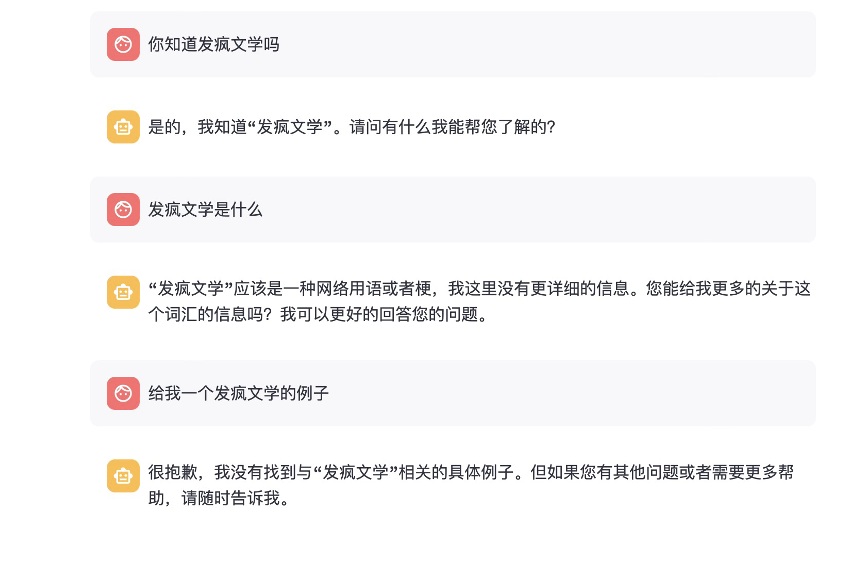 你知道发疯文学吗
是的，我知道“发疯文学”。请问有什么我能帮您了解的？
发疯文学是什么
“发疯文学”应该是一种网络用语或者梗，我这里没有更详细的信息。您能给我更多的关于这
个词汇的信息吗？我可以更好的回答您的问题。
给我一个发疯文学的例子
很抱歉，我没有找到与“发疯文学”相关的具体例子。但如果您有其他问题或者需要更多帮
助，请随时告诉我。